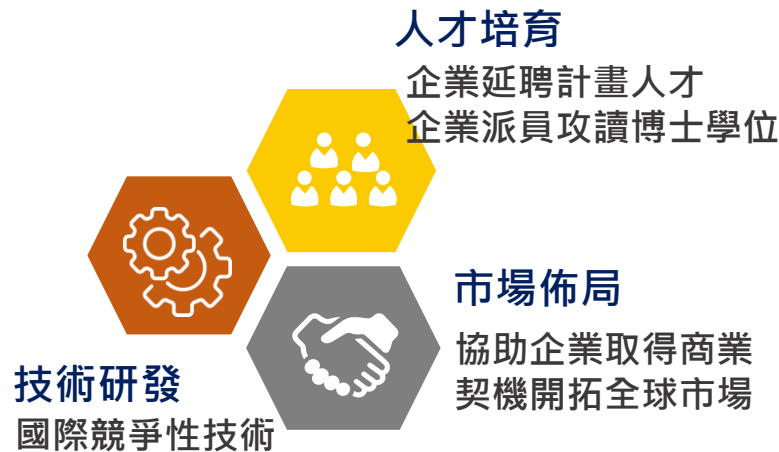 人才培育
企業延聘計畫人才
企業派員攻讀博士學位
市場佈局
協助企業取得商業
契機開拓全球市場
技術研發
國際競爭性技術